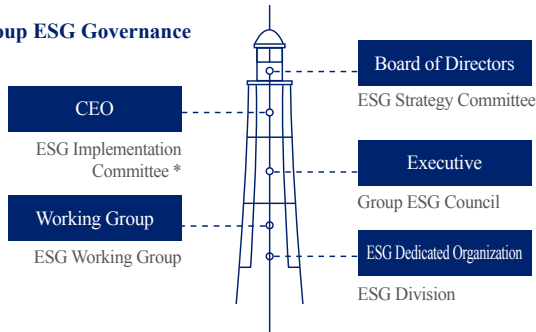 oup ESG Governance
Board of Directors
ESG Strategy Committee
CEO
ESG Implementation
Committee *
Executive
Group ESG Council
Working Group
ESG Working Group
ESG Dedicated Organization
ESG Division